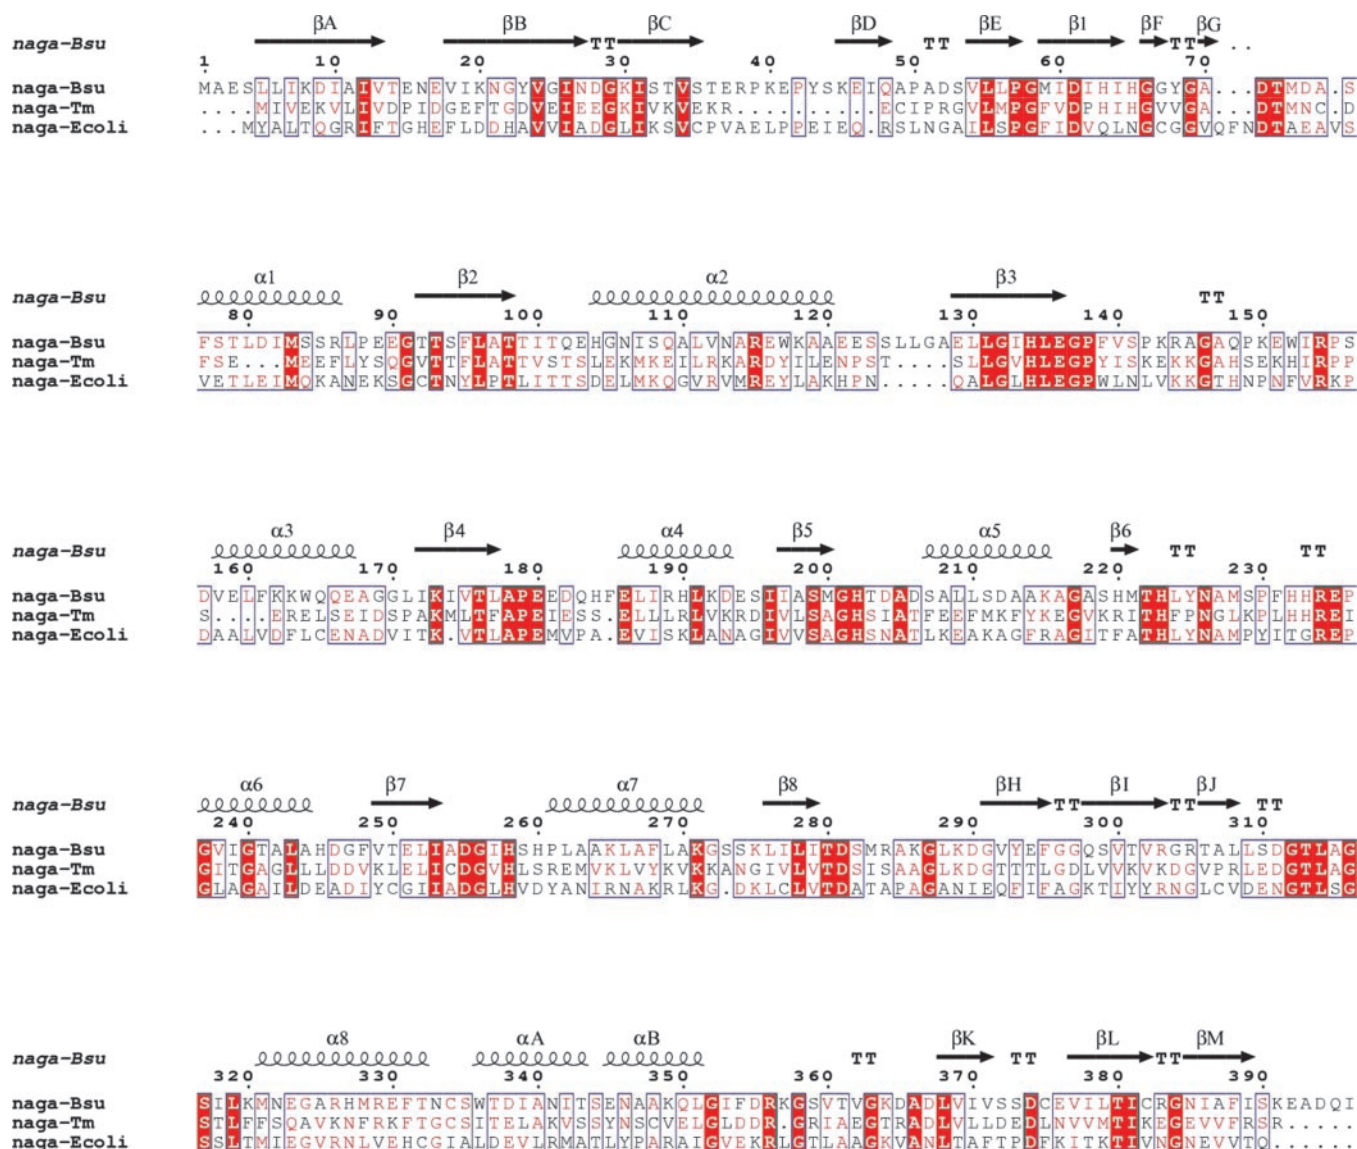 βA βB βC βD βE β1 βF βG
naga-Bsu TT TT TT ..
1 10 20 30 40 50 60 70
naga-Bsu MAESLLIKDIAIVTENEVIKNGYVGINDGKISTVSTERPKEPYSKEIQAPADSVLLPGMIDIHIHGGYGA...DTMDA.S
naga-Tm ....MIVEKVLIVDPIDGEFTGDVEIEEGKIVKVEKR.........ECIPRGVLMPGFVDPHIHGVVGA...DTMNC.D
naga-Ecoli ...MYALTQGRIFTGHEFLDDHAVVIADGLIKSVCPVAELPPEIEQ.RSLNGAILSPGFIDVQLNGCGGVQFNDTAEAVS
α1 β2 α2 β3
naga-Bsu TT
80 90 100 110 120 130 140 150
naga-Bsu FSTLDIMSSRLPEEGTTSFLATTITQEHGNISQALVNAREWKAAEESSLLGAELLGIHLEGPFVSPKRAGAQPKEWIRPS
naga-Tm FSE...MEEFLYSQGVTTFLATTVSTSLEKMKEILRKARDYILENPST.....SLLGVHLEGPYISKEKKGAHSEKHIRPP
naga-Ecoli VETLEIMQKANEKSGCTNYLPTLITTSDELMKQGVRVMREYLAKHPN.....QALGLHLEGPWLNLVKKGTHNPNFVRKP
α3 β4 α4 β5 α5 β6
naga-Bsu TT TT
160 170 180 190 200 210 220 230
naga-Bsu DVELFKKWQQEAGGLIKIVTLAPEEDQHFELIRHLKDESIIASMGHTDADSALLSDAAKAGASHMTHLYNAMSPFHHREP
naga-Tm S....ERELSEIDSPAKMLTFAPEIESS.ELLLRLVKRDIVLSAGHSIATFEEFMKFYKEGVKRITHFPNGLKPLHHREI
naga-Ecoli DAALVDFLCENADVITKVTLAPEMVPA.EVISKLANAGIVVSAGHSNATLKEAKAGFRAGITFATHLYNAMPYITGREP
α6 β7 α7 β8 βH βI βJ
naga-Bsu TT TT TT
240 250 260 270 280 290 300 310
naga-Bsu GVIGTALAHDGFVTELIADGIHSHPLAAKLAFLAKGSSKLILITDSMRAKGLKDGVYEFGGQSVTVRGRTALLSDGTLAG
naga-Tm GITGAGLLLDDVKLELICDGVHLSREMVKLVYKVKKANGIVLVTDSISAAGLKDGTTTLGDLVVKVKDGVPRLEDGTLAG
naga-Ecoli GLAGAILDEADIYCGIIADGLHVDYANIRNAKRLKG.DKLCLVTDATAPAGANIEQFIFAGKTIYYRNGLCVDENGTLSG
α8 αA αB βK βL βM
naga-Bsu TT TT TT
320 330 340 350 360 370 380 390
naga-Bsu SILKMNEGARHMREFTNCSWTDIANITSENAAKQLGIFDRKGSVTVGKDADLVIVSSDCEVILTICRGNIAFISKEADQI
naga-Tm STLFFSQAVKNFRKFTGCSITELAKVSSYNSCVELGLDDR.GRIAEGTRADLVLLDEDLNVVMTIKEGEVVFRSR......
naga-Ecoli SSLTMIEGVRNLVEHCGIALDEVLRMATLYPARAIGVEKRLGTLAAGKVANLTAFTPDFKITKTIVNGNEVVTQ......